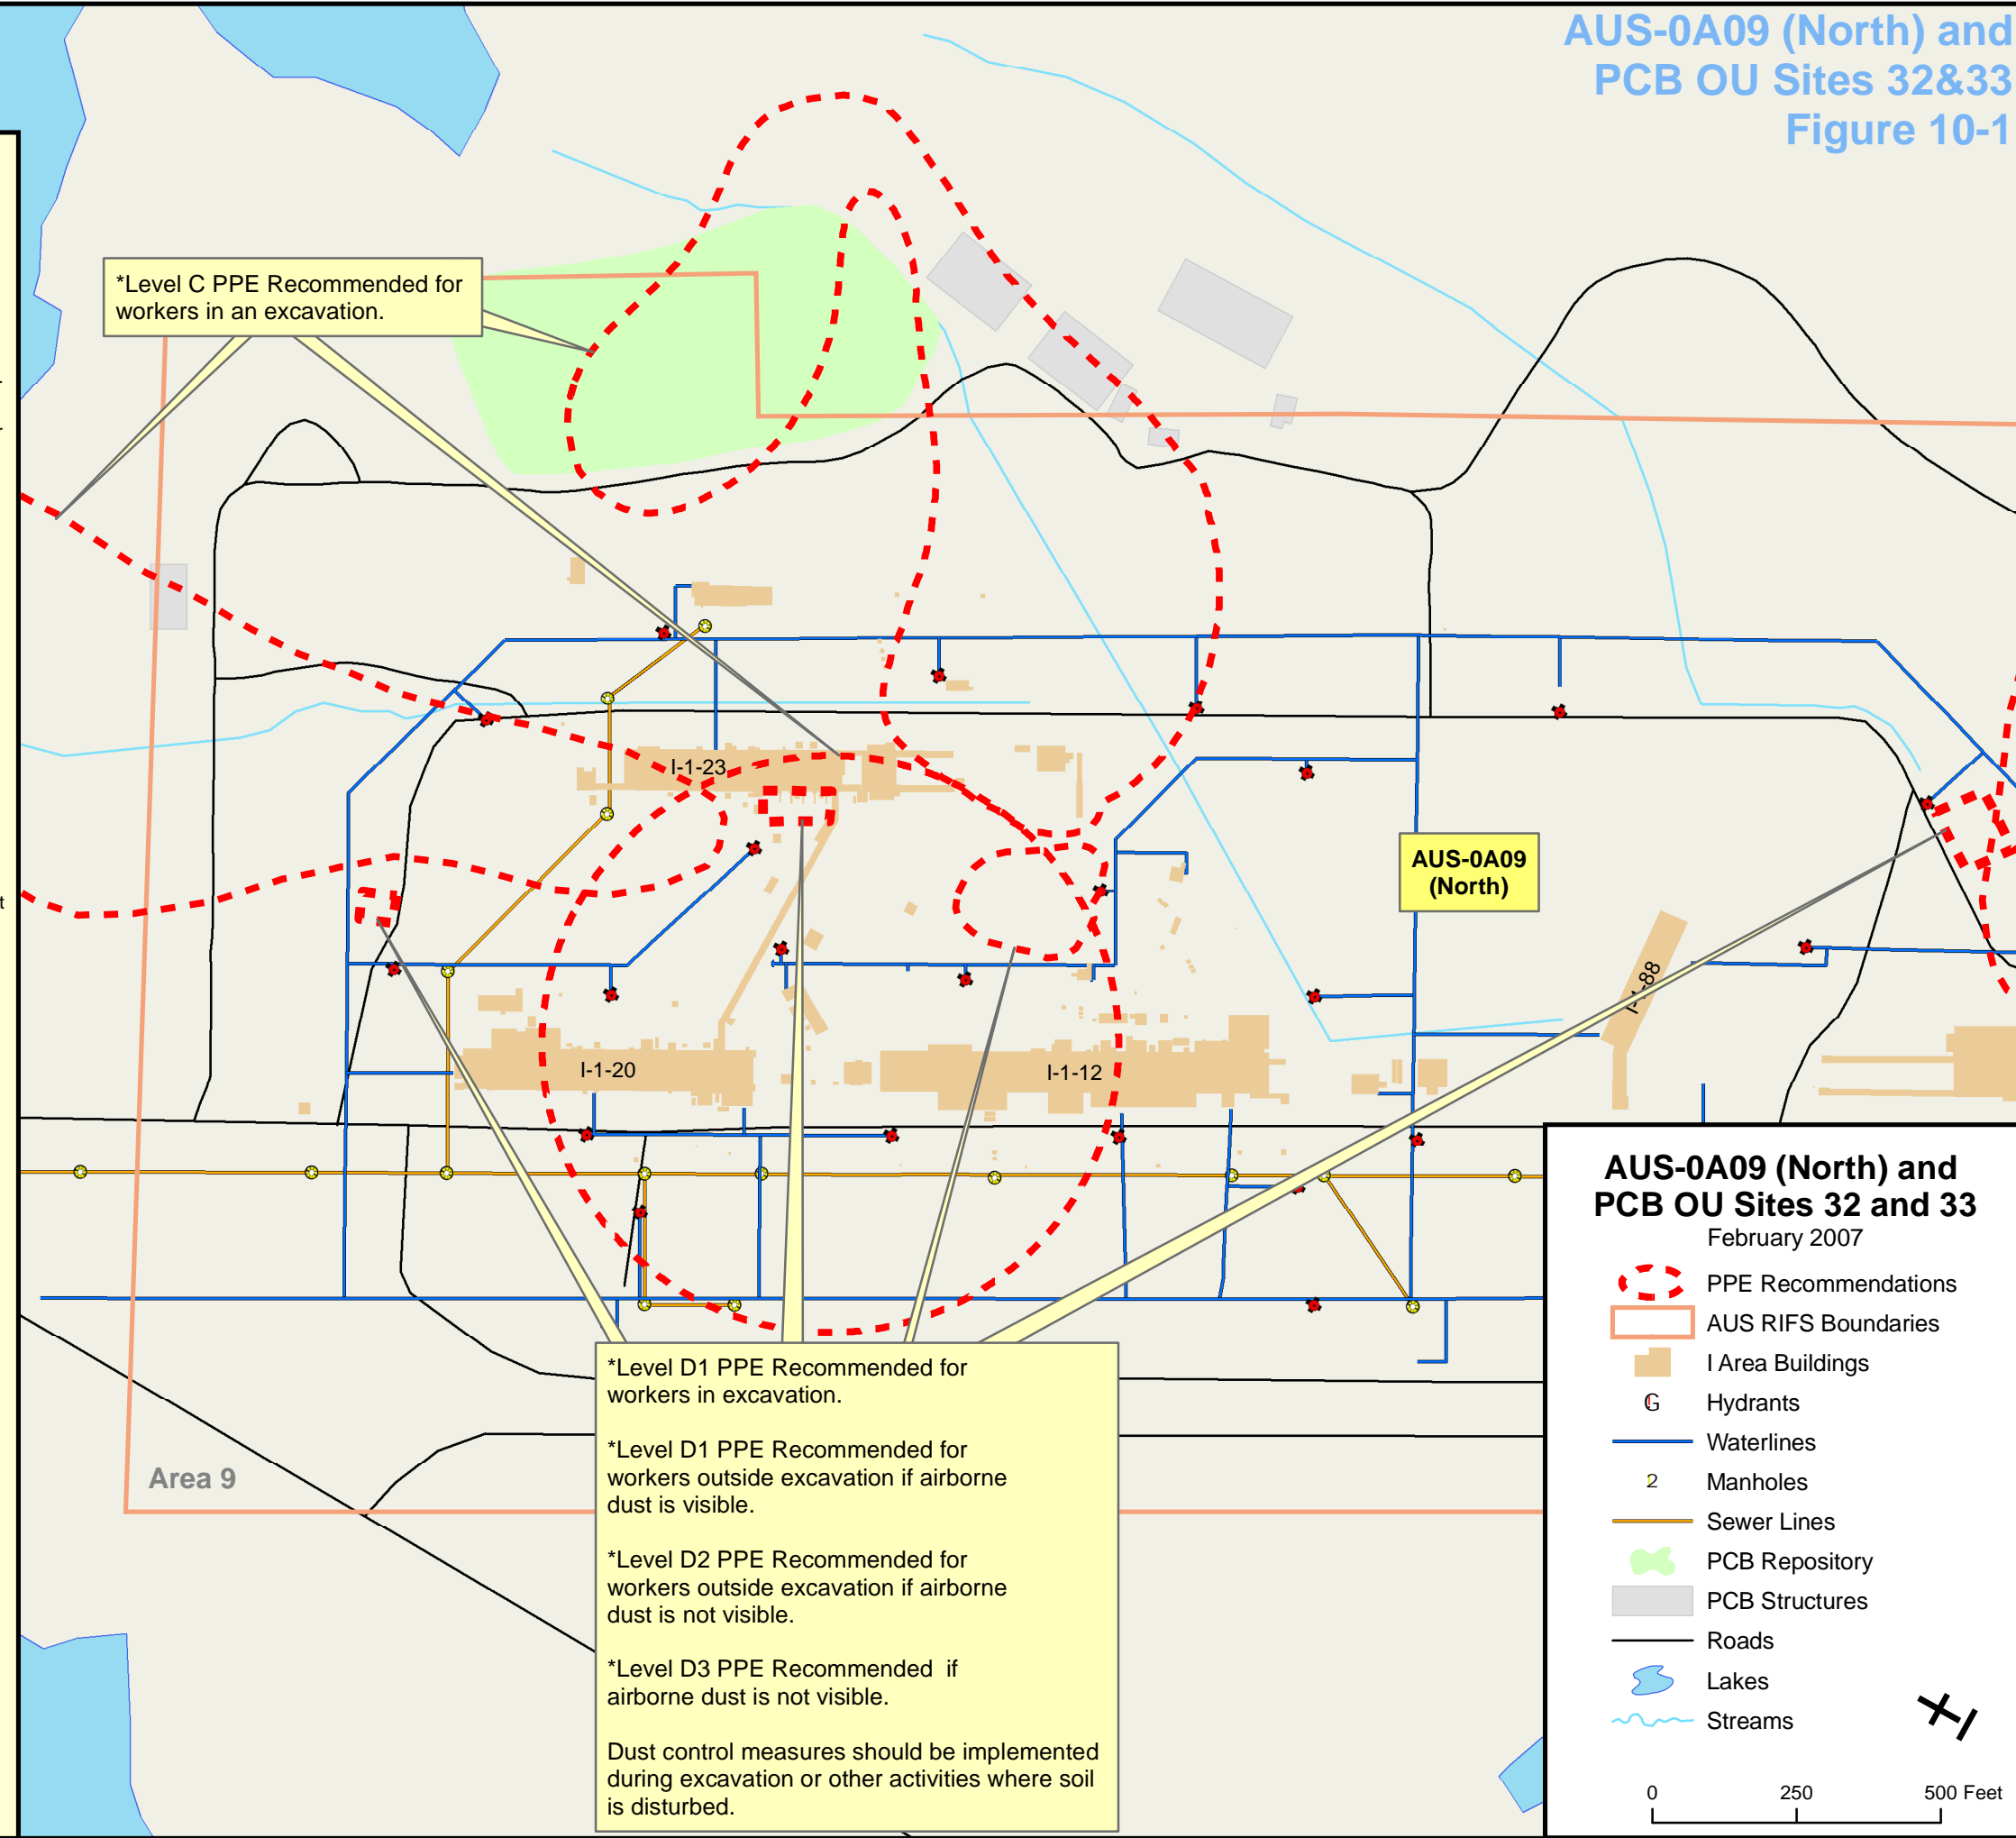 AUS-0A09 (North) and
PCB OU Sites 32&33
Figure 10-1
*Level C PPE Recommended for
workers in an excavation.
I-1-23
AUS-0A09
(North)
I-1-88
I-1-20
I-1-12
Area 9
*Level D1 PPE Recommended for
workers in excavation.
*Level D1 PPE Recommended for
workers outside excavation if airborne
dust is visible.
*Level D2 PPE Recommended for
workers outside excavation if airborne
dust is not visible.
*Level D3 PPE Recommended if
airborne dust is not visible.
Dust control measures should be implemented
during excavation or other activities where soil
is disturbed.
AUS-0A09 (North) and
PCB OU Sites 32 and 33
February 2007
PPE Recommendations
AUS RIFS Boundaries
I Area Buildings
G Hydrants
Waterlines
2 Manholes
Sewer Lines
PCB Repository
PCB Structures
Roads
Lakes
Streams
0 250 500 Feet